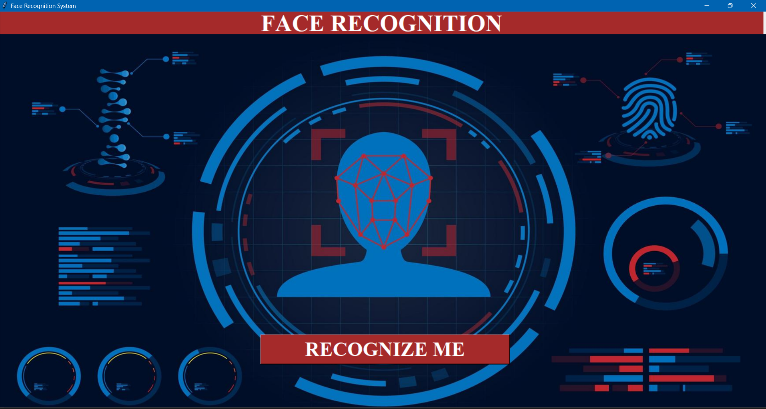 Face Recognition System
FACE RECOGNITION
RECOGNIZE ME